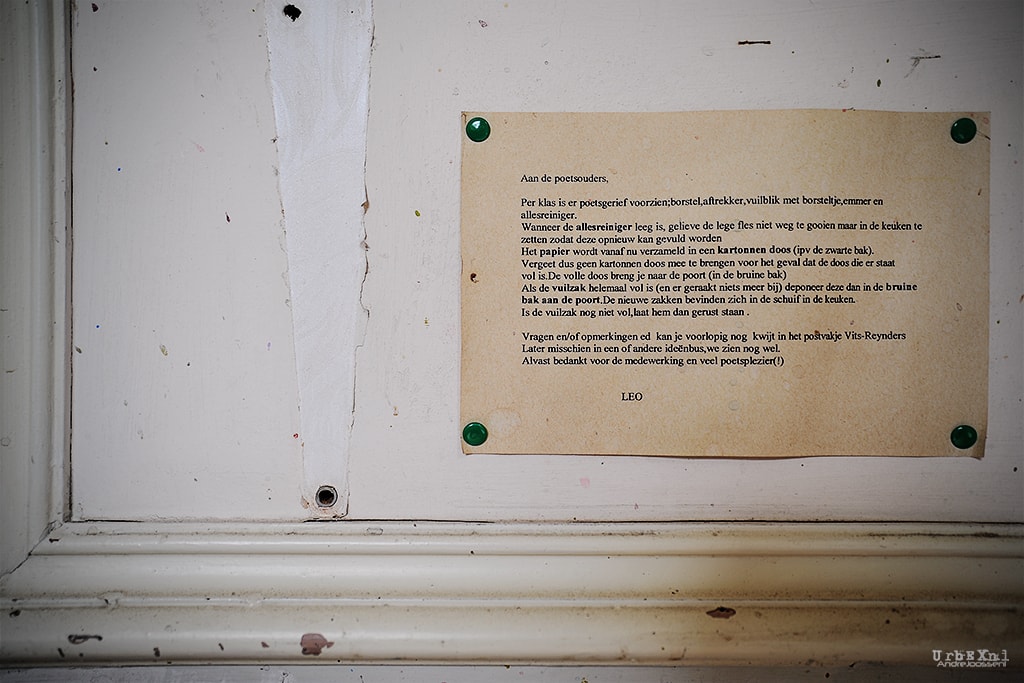 Aan de poetsouders,
Per klas is er poetsgerief voorzien;borstel,aftrekker,vuilblik met borsteltje,emmer en
allesreiniger.
Wanneer de allesreiniger leeg is, gelieve de lege fles niet weg te gooien maar in de keuken te
zetten zodat deze opnieuw kan gevuld worden
Het papier wordt vanaf nu verzameld in een kartonnen doos (ipv de zwarte bak).
Vergeet dus geen kartonnen doos mee te brengen voor het geval dat de doos die er staat
vol is.De volle doos breng je naar de poort (in de bruine bak)
Als de vuilzak helemaal vol is (en er geraakt niets meer bij) deponeer deze dan in de bruine
bak aan de poort.De nieuwe zakken bevinden zich in de schuif in de keuken.
Is de vuilzak nog niet vol,laat hem dan gerust staan .
Vragen en/of opmerkingen ed kan je voorlopig nog kwijt in het postvakje Vits-Reynders
Later misschien in een of andere ideënbus,we zien nog wel.
Alvast bedankt voor de medewerking en veel poetsplezier(!)
LEO
UrbEXnl
AndreJoosseni